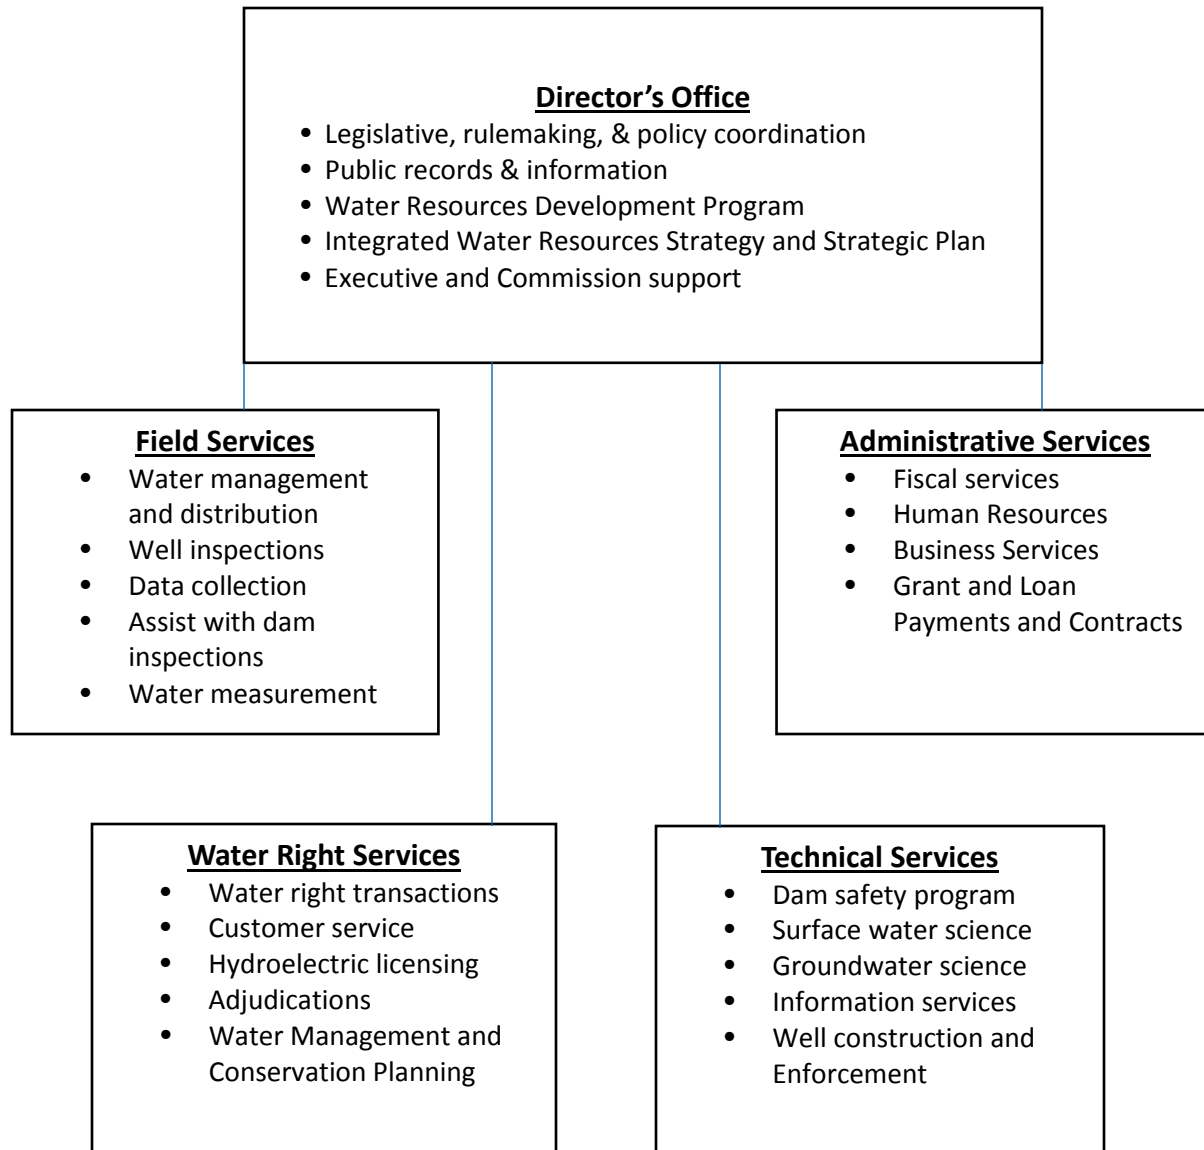 Director’s Office
• Legislative, rulemaking, & policy coordination
• Public records & information
• Water Resources Development Program
• Integrated Water Resources Strategy and Strategic Plan
• Executive and Commission support
Field Services
• Water management
and distribution
• Well inspections
• Data collection
• Assist with dam
inspections
• Water measurement
Administrative Services
• Fiscal services
• Human Resources
• Business Services
• Grant and Loan
Payments and Contracts
Water Right Services
• Water right transactions
• Customer service
• Hydroelectric licensing
• Adjudications
• Water Management and
Conservation Planning
Technical Services
• Dam safety program
• Surface water science
• Groundwater science
• Information services
• Well construction and
Enforcement